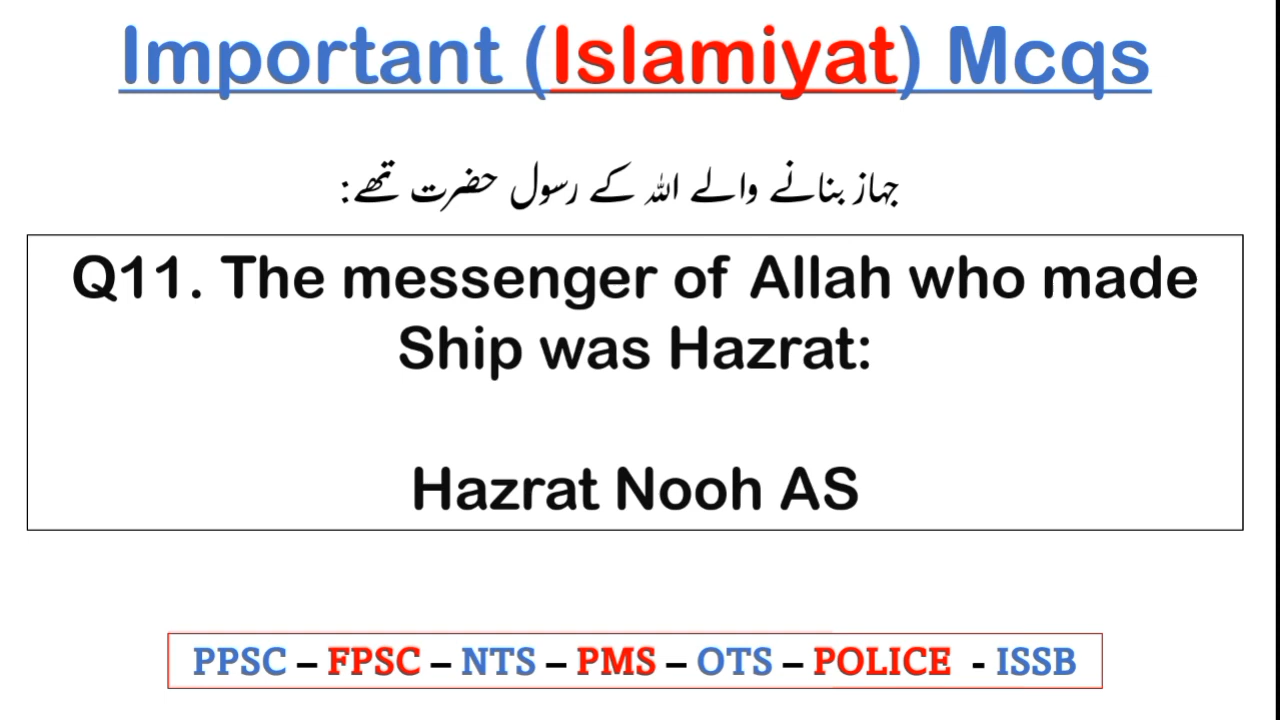 Important (Islamiyat) Mcqs
جہاز بنانے والے اللہ کے رسول حضرت تھے:
Q11. The messenger of Allah who made
Ship was Hazrat:
Hazrat Nooh AS
PPSC – FPSC – NTS – PMS – OTS – POLICE - ISSB